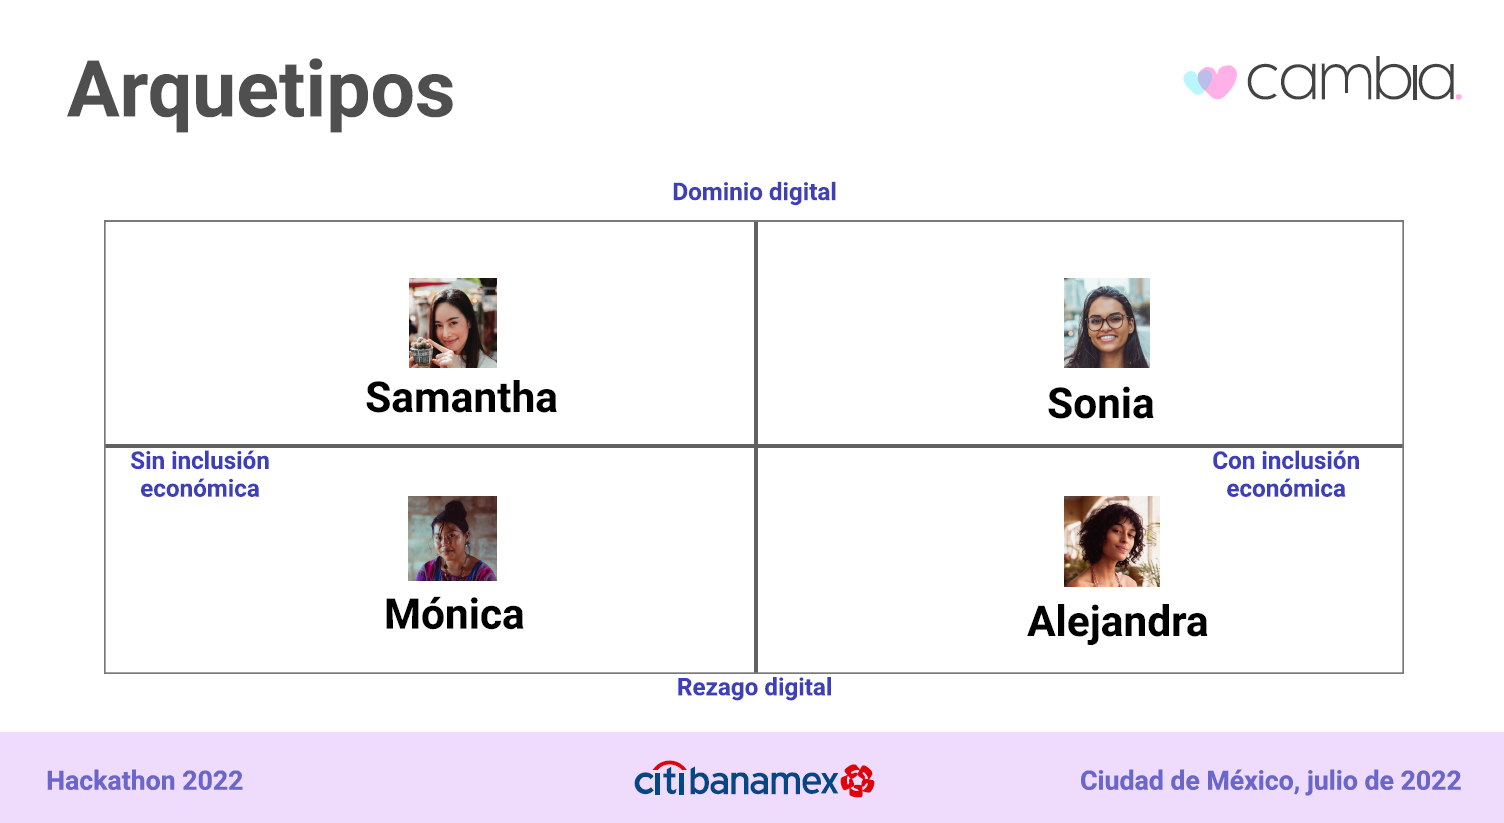 Arquetipos
cambia.
Dominio digital
Samantha
Sonia
Sin inclusión
económica
Con inclusión
económica
Mónica
Alejandra
Rezago digital
Hackathon 2022
citibanamex
Ciudad de México, julio de 2022